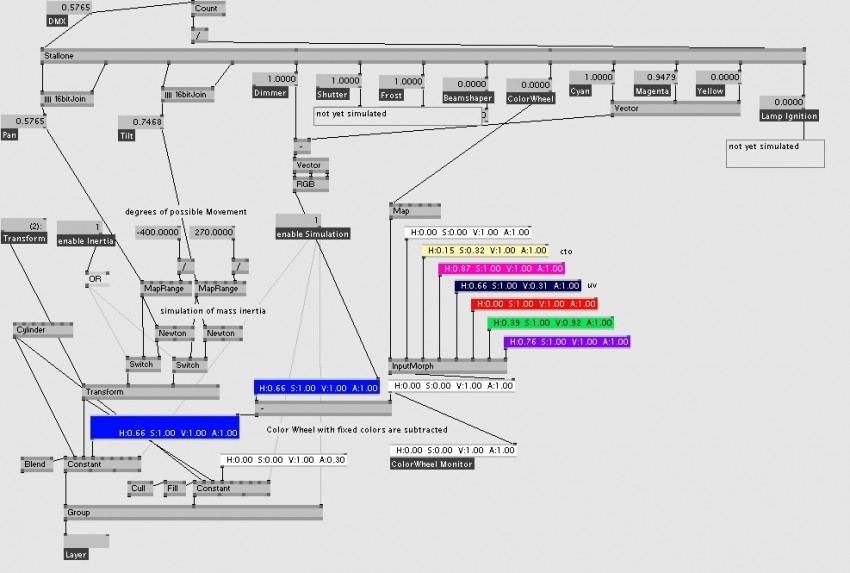 0.5765
DMX
Count
/
Stallone
|||| 16bitJoin
|||| 16bitJoin
1.0000
Dimmer
1.0000
Shutter
1.0000
Frost
0.0000
Beamshaper
0.0000
ColorWheel
1.0000
Cyan
0.9479
Magenta
0.0000
Yellow
0.0000
Lamp Ignition
not yet simulated
Vector
not yet simulated
0.5765
Pan
0.7468
Tilt
-
Vector
RGB
Map
degrees of possible Movement
(2):
Transform
1
enable Inertia
-400.0000
270.0000
1
enable Simulation
H:0.00 S:0.00 V:1.00 A:1.00
H:0.15 S:0.32 V:1.00 A:1.00
cto
H:0.87 S:1.00 V:1.00 A:1.00
H:0.66 S:1.00 V:0.31 A:1.00
uv
H:0.00 S:1.00 V:1.00 A:1.00
H:0.39 S:1.00 V:0.92 A:1.00
H:0.76 S:1.00 V:1.00 A:1.00
OR
/
/
MapRange
MapRange
simulation of mass inertia
Cylinder
Newton
Newton
Switch
Switch
InputMorph
Transform
H:0.66 S:1.00 V:1.00 A:1.00
H:0.00 S:0.00 V:1.00 A:1.00
-
H:0.66 S:1.00 V:1.00 A:1.00
Color Wheel with fixed colors are subtracted
H:0.00 S:0.00 V:1.00 A:1.00
ColorWheel Monitor
Blend
Constant
H:0.00 S:0.00 V:1.00 A:0.30
Cull
Fill
Constant
Group
Layer